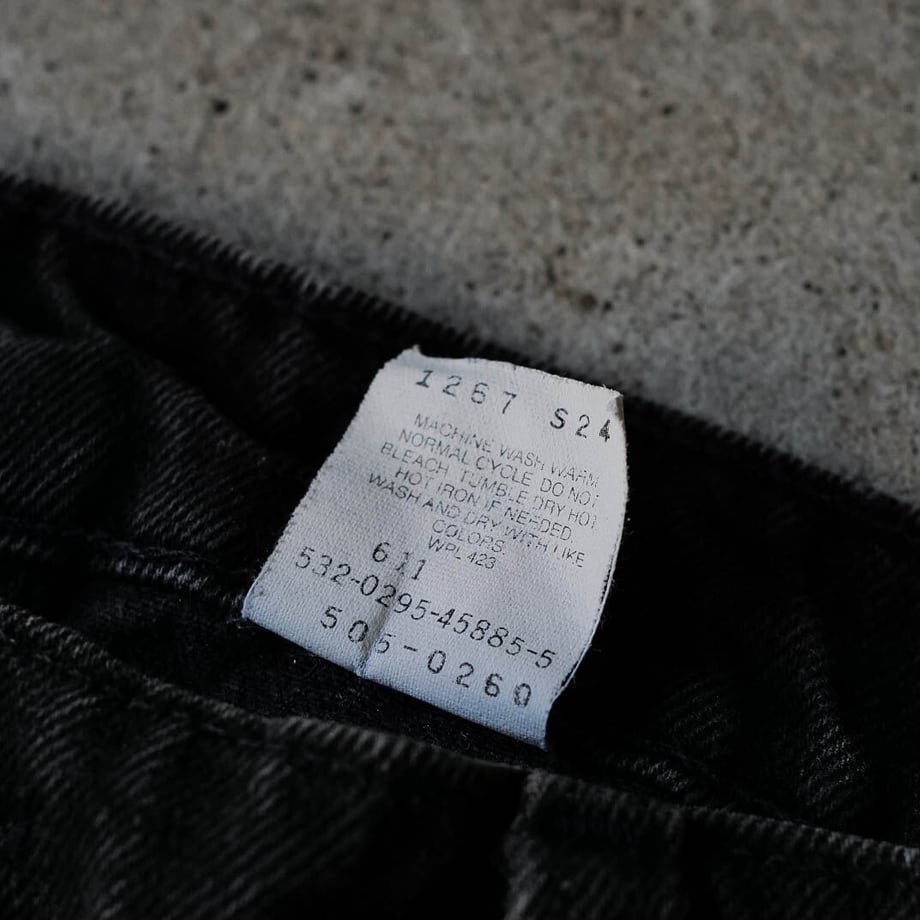 1267 S24
MACHINE WASH WARM
NORMAL CYCLE DO NOT
BLEACH TUMBLE DRY HOT
HOT IRON IF NEEDED.
WASH AND DRY WITH LIKE
COLORS.
WPL 423
611
532-0295-45885-5
505-0260